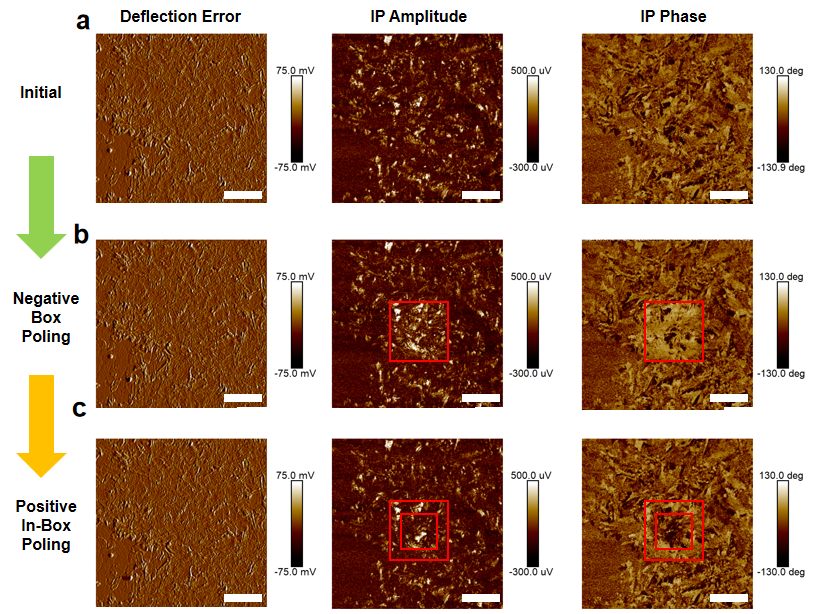 a
Deflection Error
IP Amplitude
IP Phase
Initial
75.0 mV
-75.0 mV
500.0 uV
-300.0 uV
130.0 deg
-130.9 deg
b
Negative
Box
Poling
75.0 mV
-75.0 mV
500.0 uV
-300.0 uV
130.0 deg
-130.0 deg
c
Positive
In-Box
Poling
75.0 mV
-75.0 mV
500.0 uV
-300.0 uV
130.0 deg
-130.0 deg